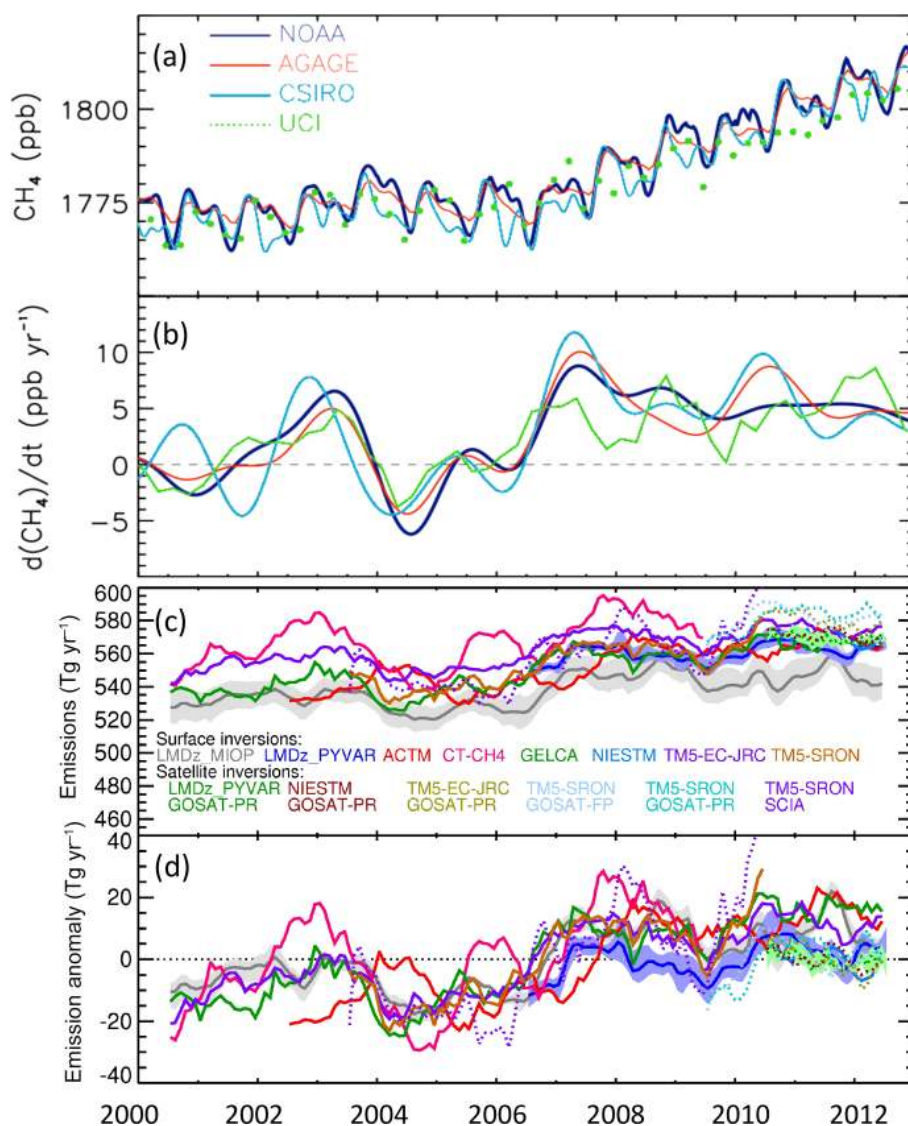 (a)
NOAA
AGAGE
CSIRO
UCI
CH₄ (ppb)
1800
1775
(b)
d(CH₄)/dt (ppb yr⁻¹)
10
5
0
−5
(c)
Emissions (Tg yr⁻¹)
600
580
560
540
520
500
480
460
Surface inversions:
LMDz_MIOP LMDz_PYVAR ACTM CT-CH4 GELCA NIESTM TM5-EC-JRC TM5-SRON
Satellite inversions:
LMDz_PYVAR NIESTM TM5-EC-JRC TM5-SRON TM5-SRON TM5-SRON
GOSAT-PR GOSAT-PR GOSAT-PR GOSAT-FP GOSAT-PR SCIA
(d)
Emission anomaly (Tg yr⁻¹)
40
20
0
-20
-40
2000 2002 2004 2006 2008 2010 2012